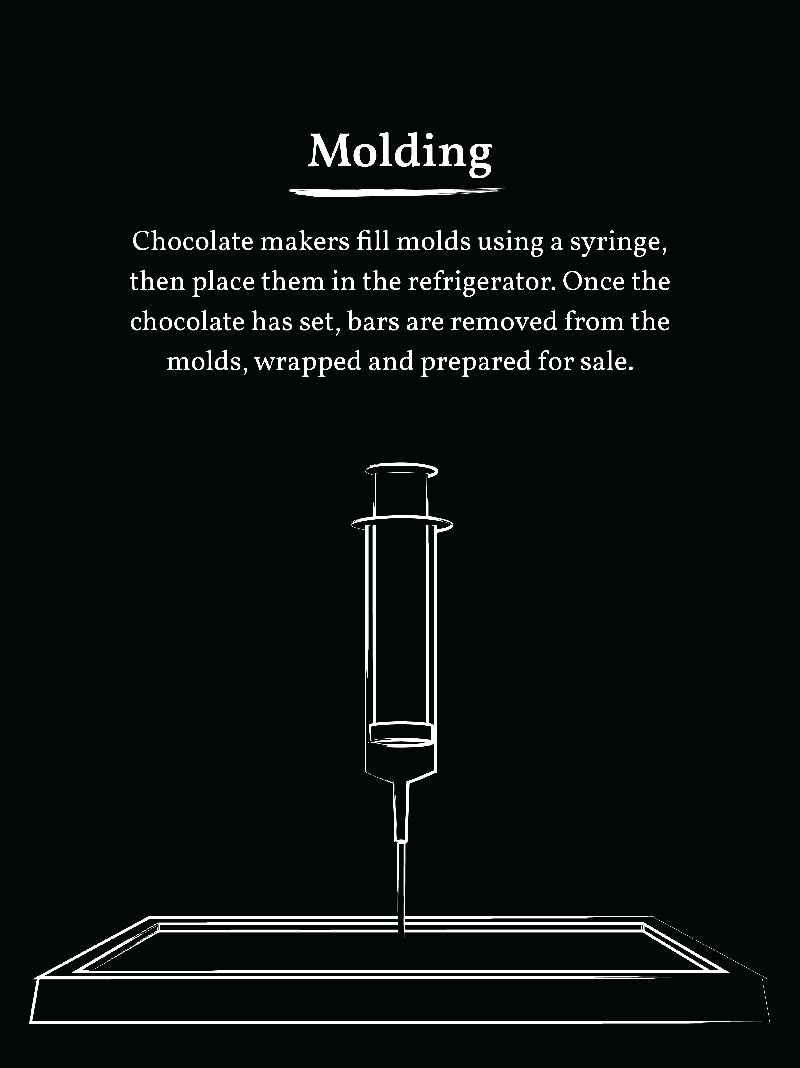 Molding
Chocolate makers fill molds using a syringe,
then place them in the refrigerator. Once the
chocolate has set, bars are removed from the
molds, wrapped and prepared for sale.